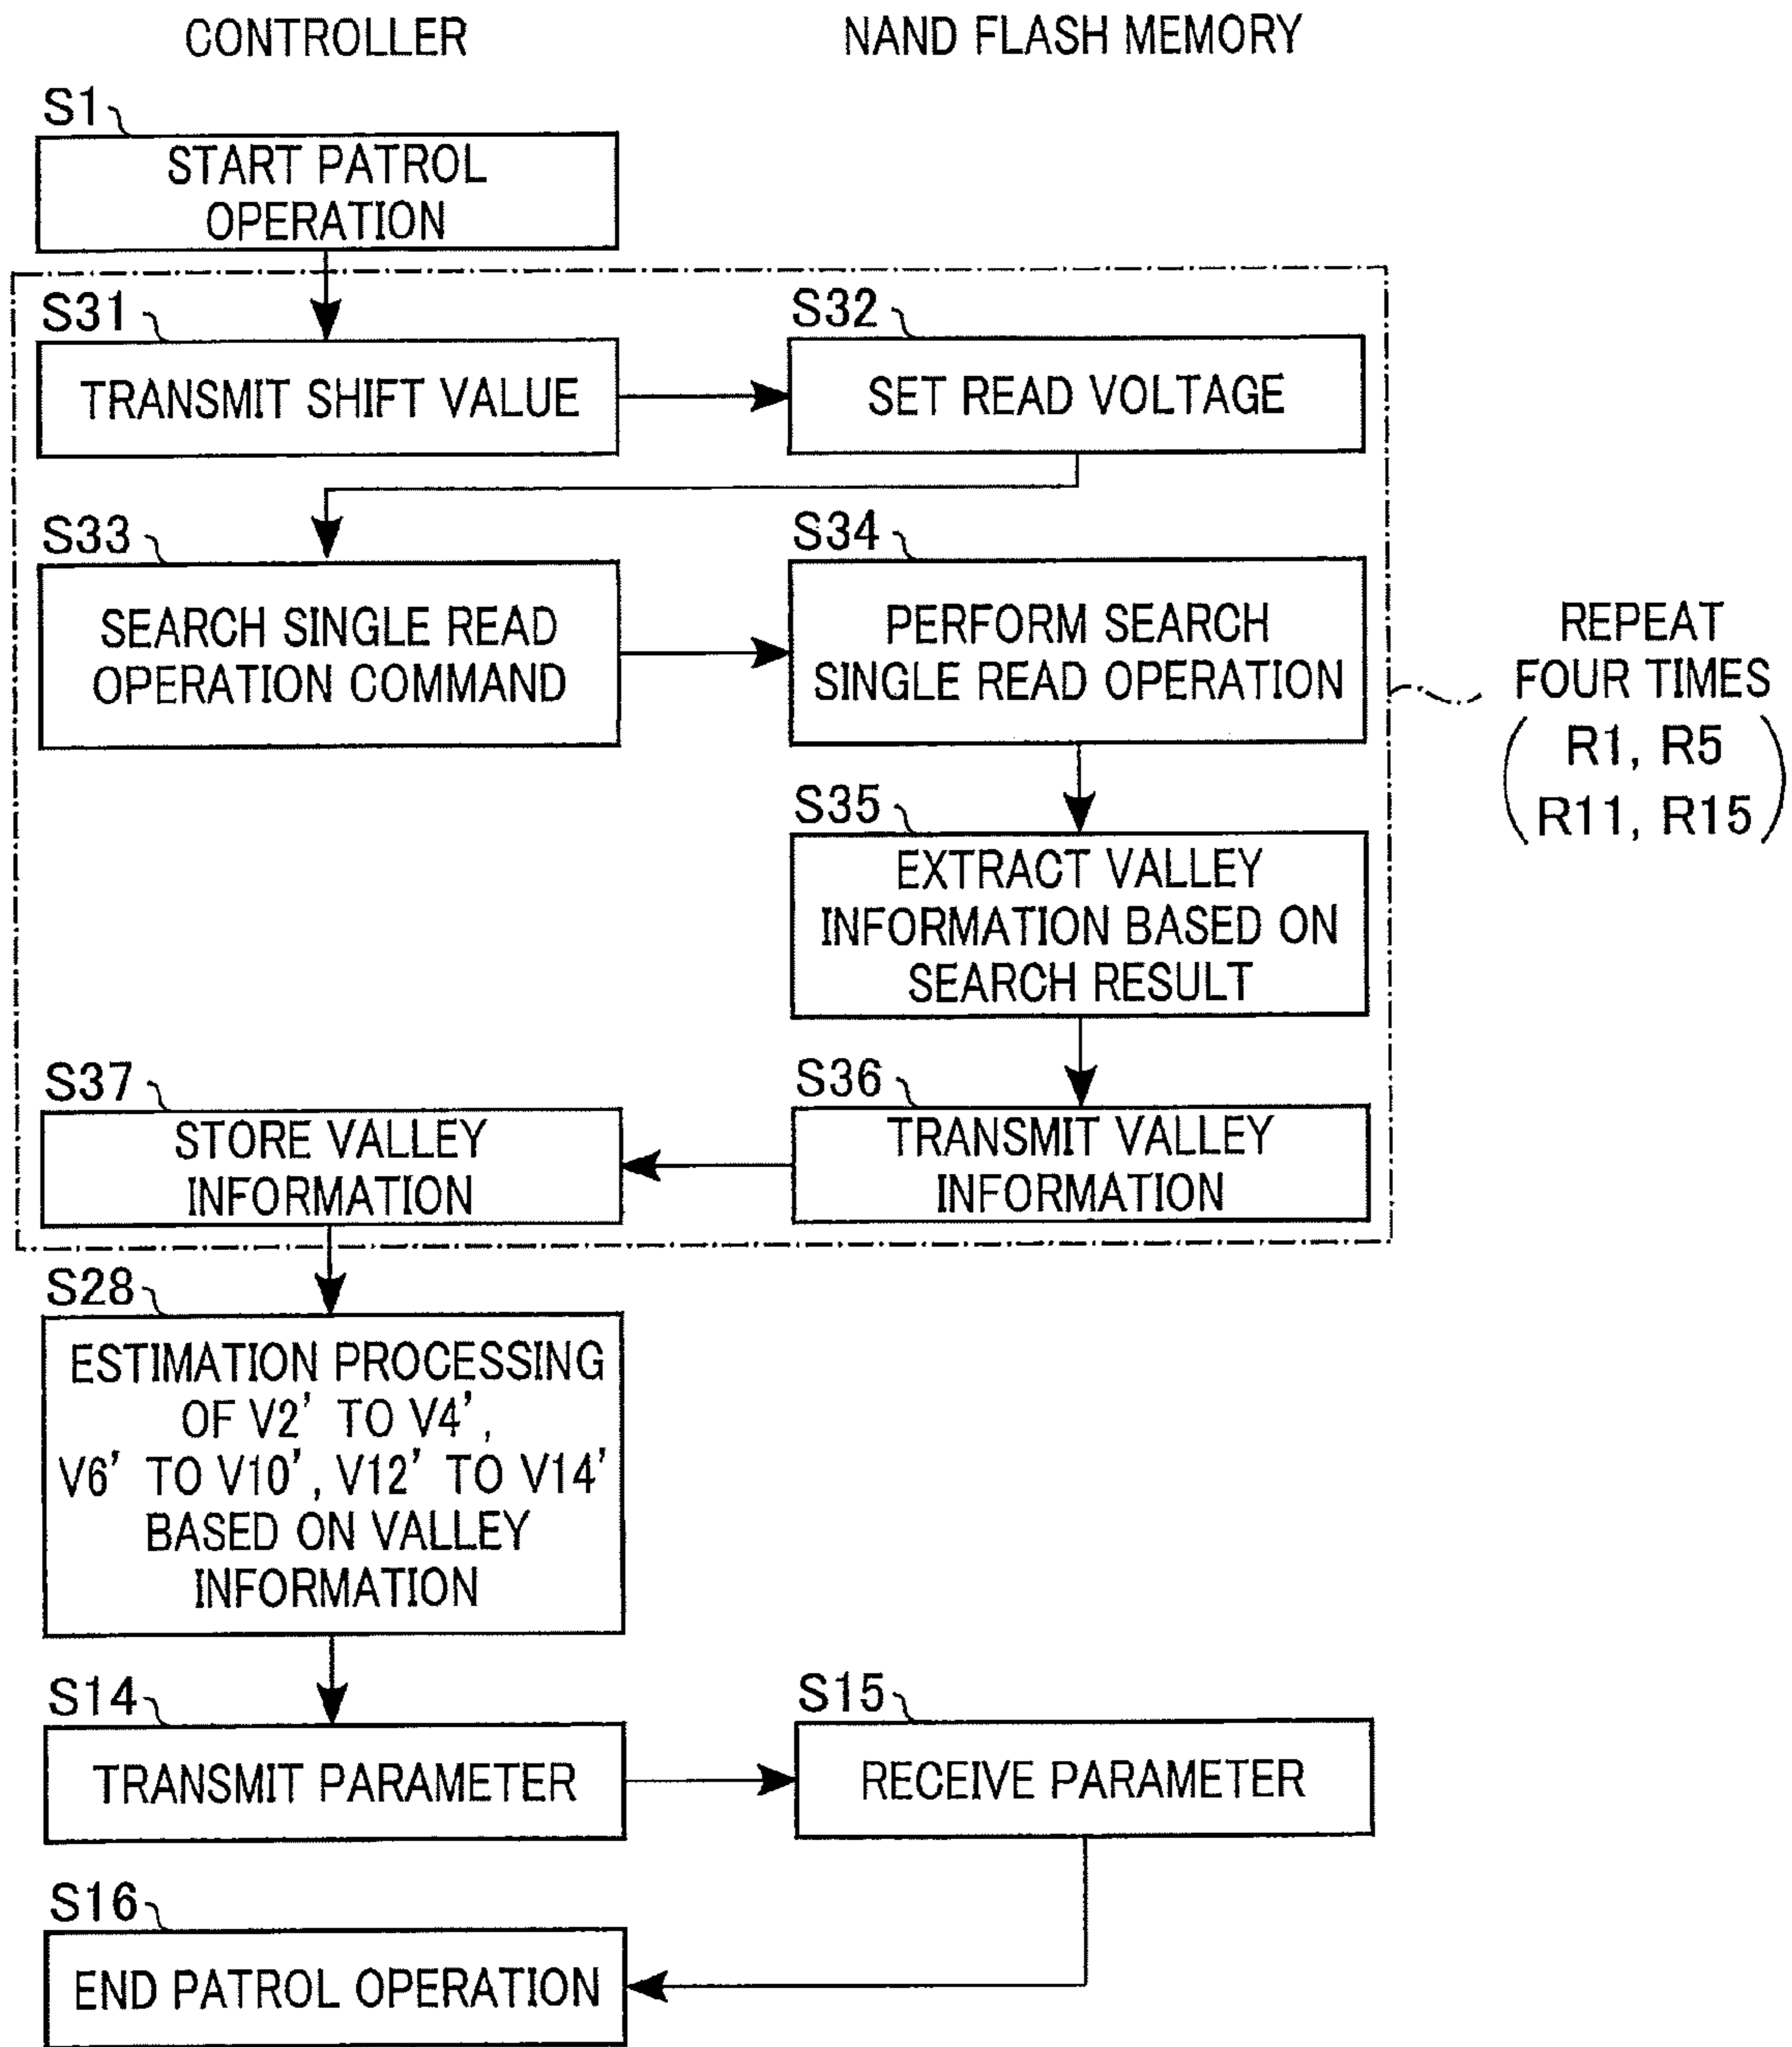 CONTROLLER
NAND FLASH MEMORY
S1
START PATROL
OPERATION
S31
TRANSMIT SHIFT VALUE
S32
SET READ VOLTAGE
S33
SEARCH SINGLE READ
OPERATION COMMAND
S34
PERFORM SEARCH
SINGLE READ OPERATION
REPEAT
FOUR TIMES
( R1, R5
R11, R15 )
S35
EXTRACT VALLEY
INFORMATION BASED ON
SEARCH RESULT
S37
STORE VALLEY
INFORMATION
S36
TRANSMIT VALLEY
INFORMATION
S28
ESTIMATION PROCESSING
OF V2' TO V4',
V6' TO V10', V12' TO V14'
BASED ON VALLEY
INFORMATION
S14
TRANSMIT PARAMETER
S15
RECEIVE PARAMETER
S16
END PATROL OPERATION